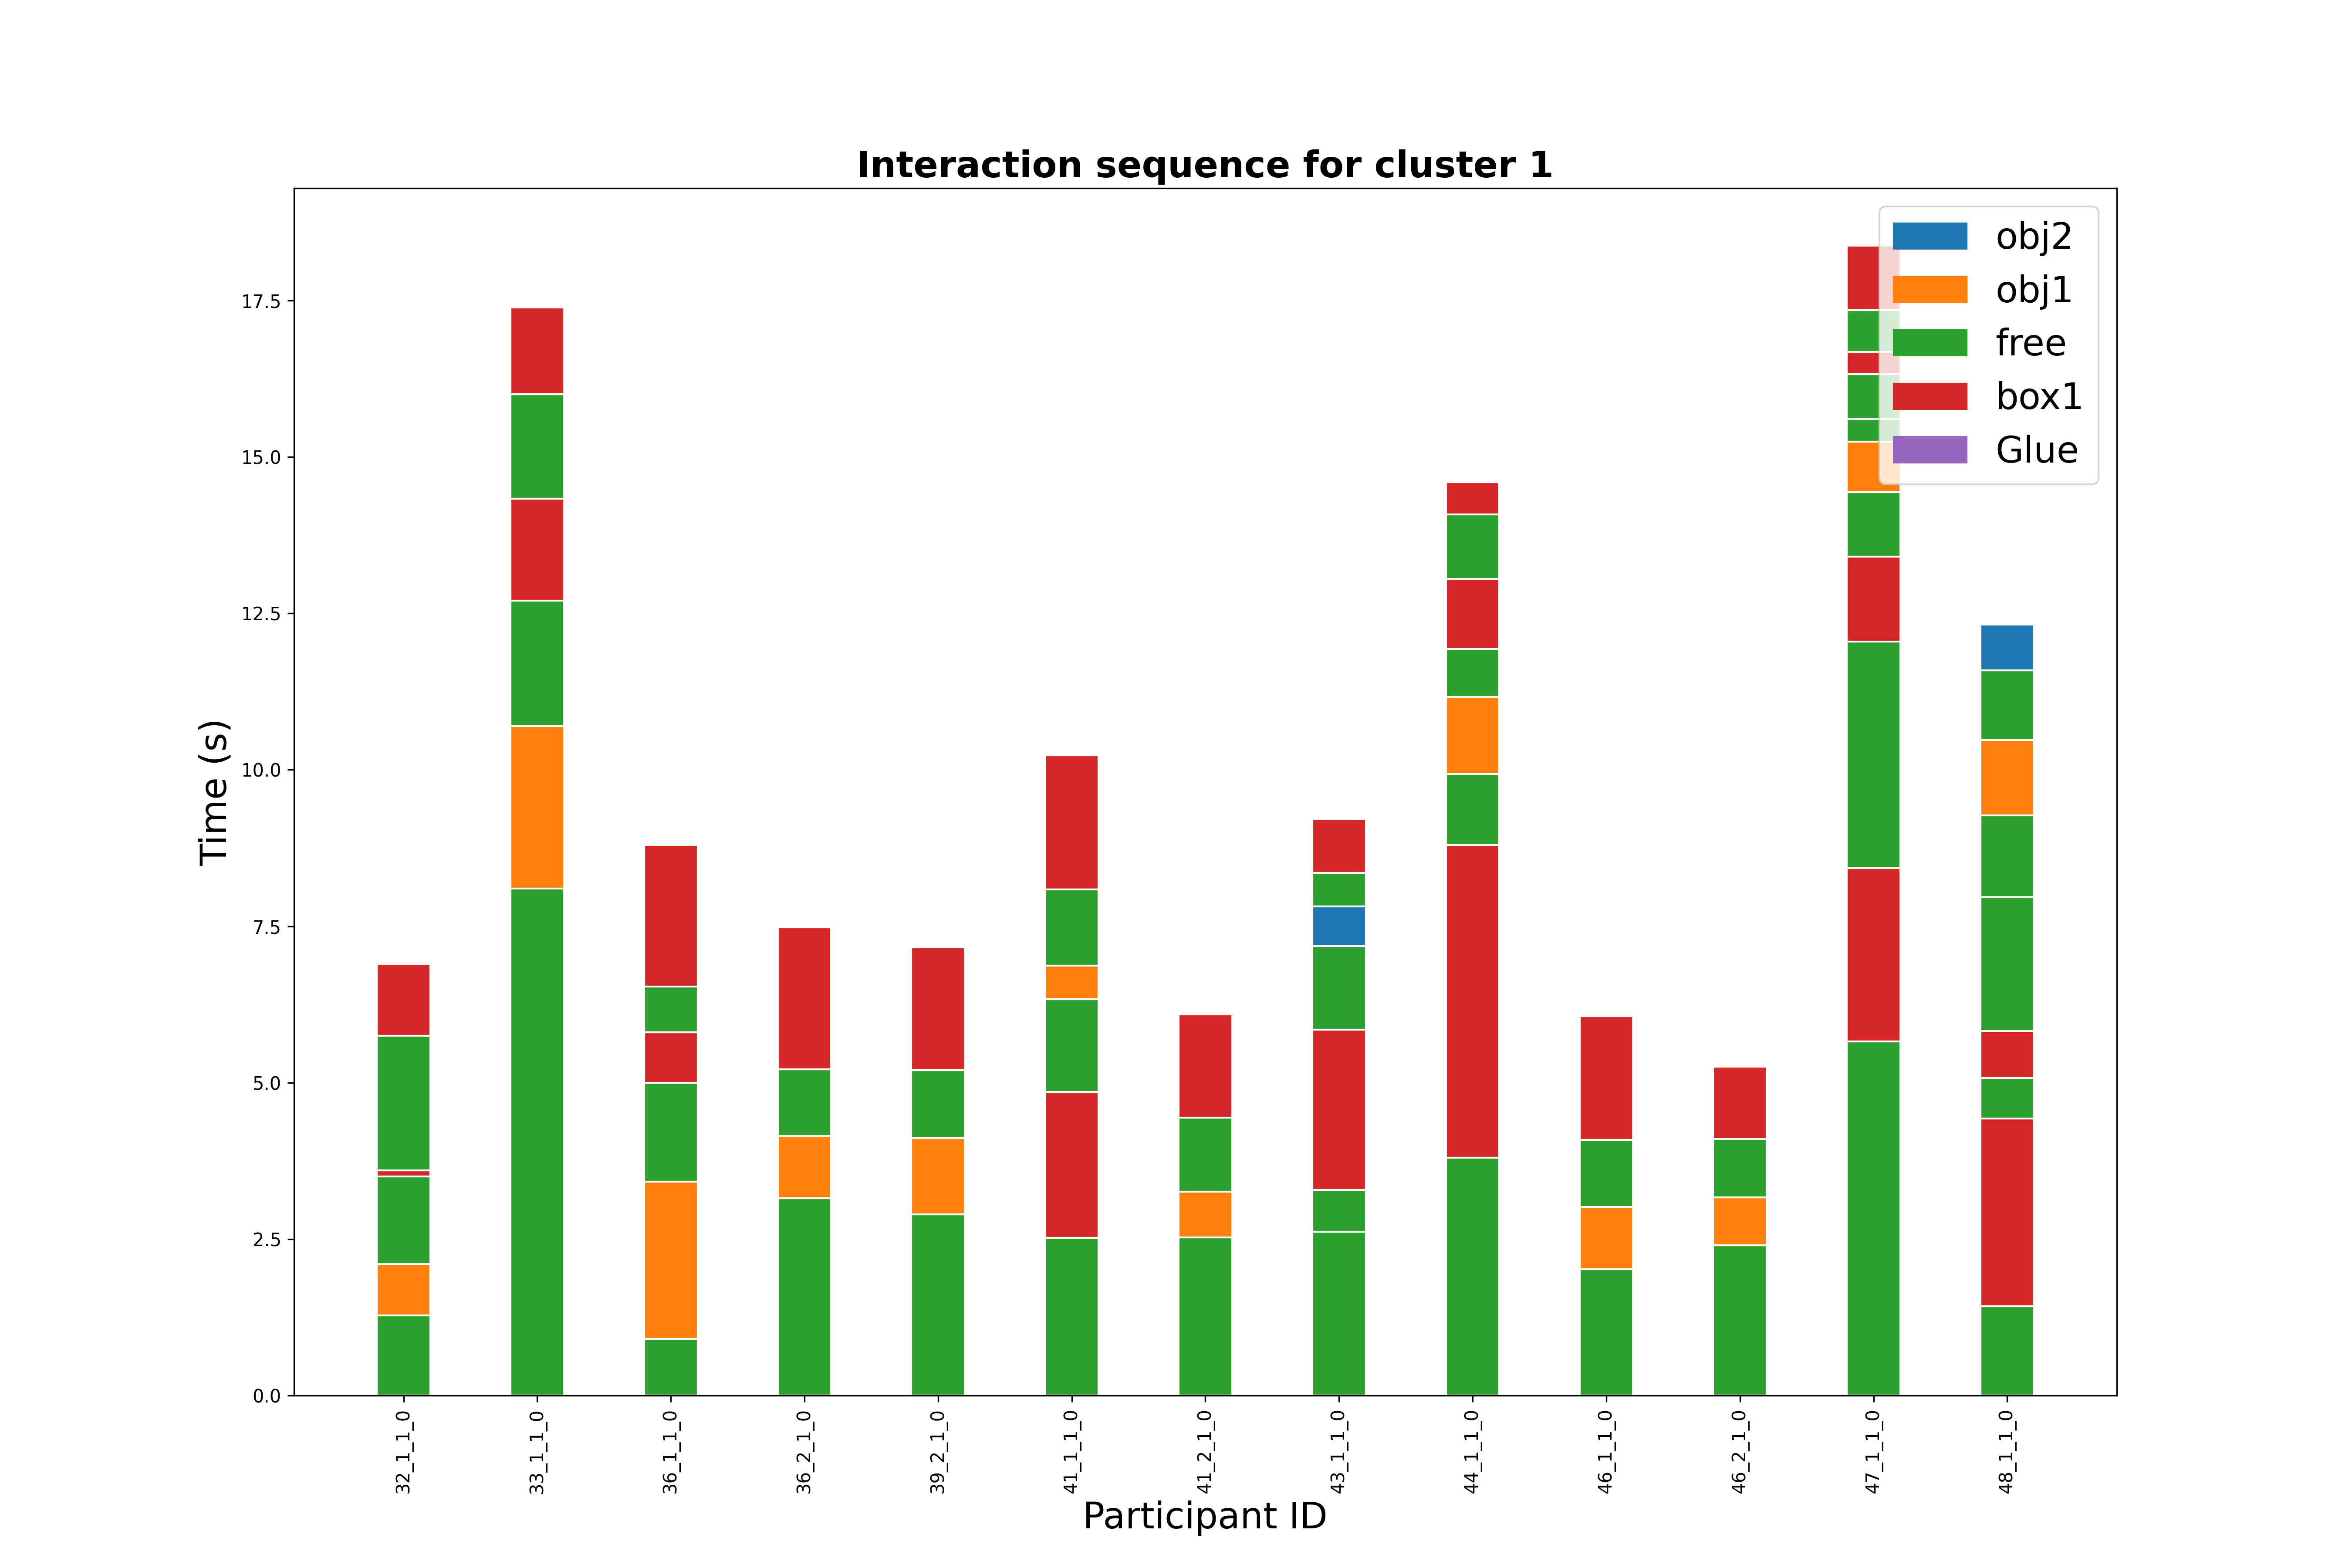 Interaction sequence for cluster 1
obj2
obj1
free
box1
Glue
Time (s)
17.5
15.0
12.5
10.0
7.5
5.0
2.5
0.0
32_1_1_0
33_1_1_0
36_1_1_0
36_2_1_0
39_2_1_0
41_1_1_0
41_2_1_0
43_1_1_0
44_1_1_0
46_1_1_0
46_2_1_0
47_1_1_0
48_1_1_0
Participant ID